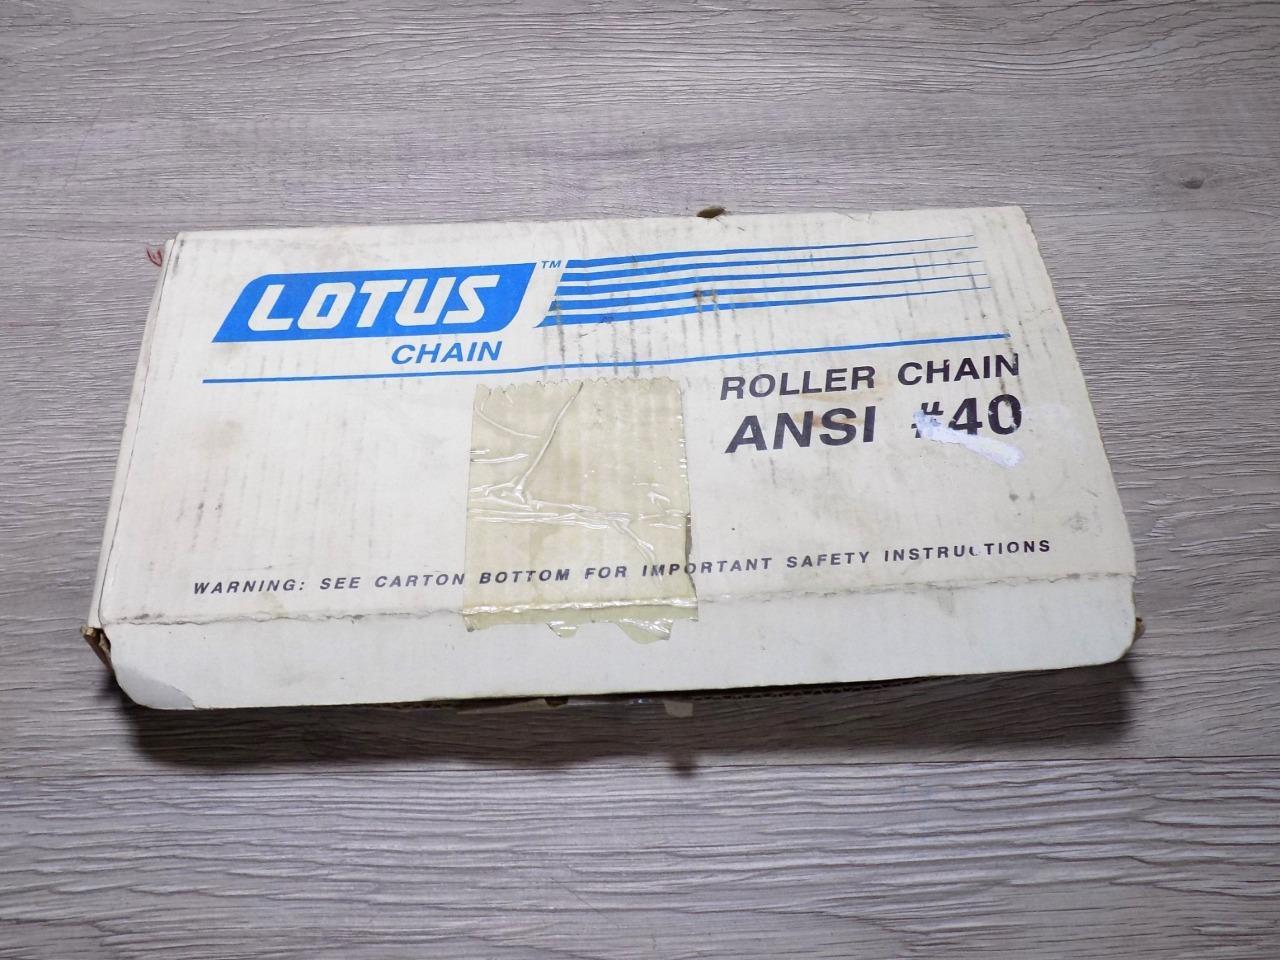 LOTUS™
CHAIN
ROLLER CHAIN
ANSI #40
WARNING: SEE CARTON BOTTOM FOR IMPORTANT SAFETY INSTRUCTIONS